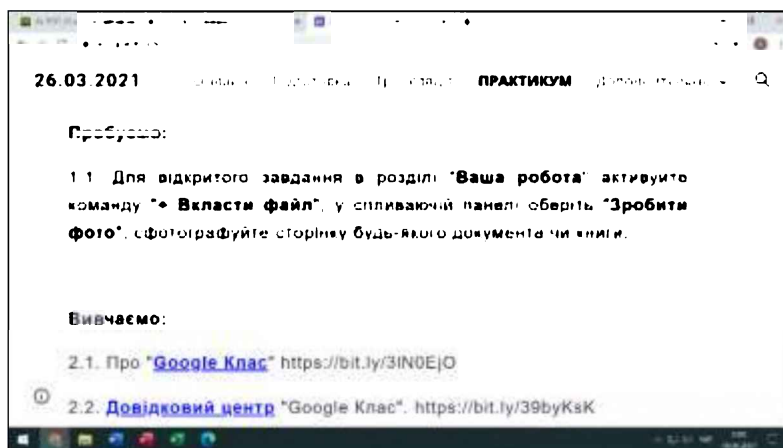 26.03.2021 ПРАКТИКУМ
Пробуємо:
1.1. Для відкритого завдання в розділі "Ваша робота" активуйте
команду "+ Вкласти файл", у спливаючій панелі оберіть "Зробити
фото", сфотографуйте сторінку будь-якого документа чи книги.
Вивчаємо:
2.1. Про "Google Клас" https://bit.ly/3lN0EjO
2.2. Довідковий центр "Google Клас". https://bit.ly/39byKsK